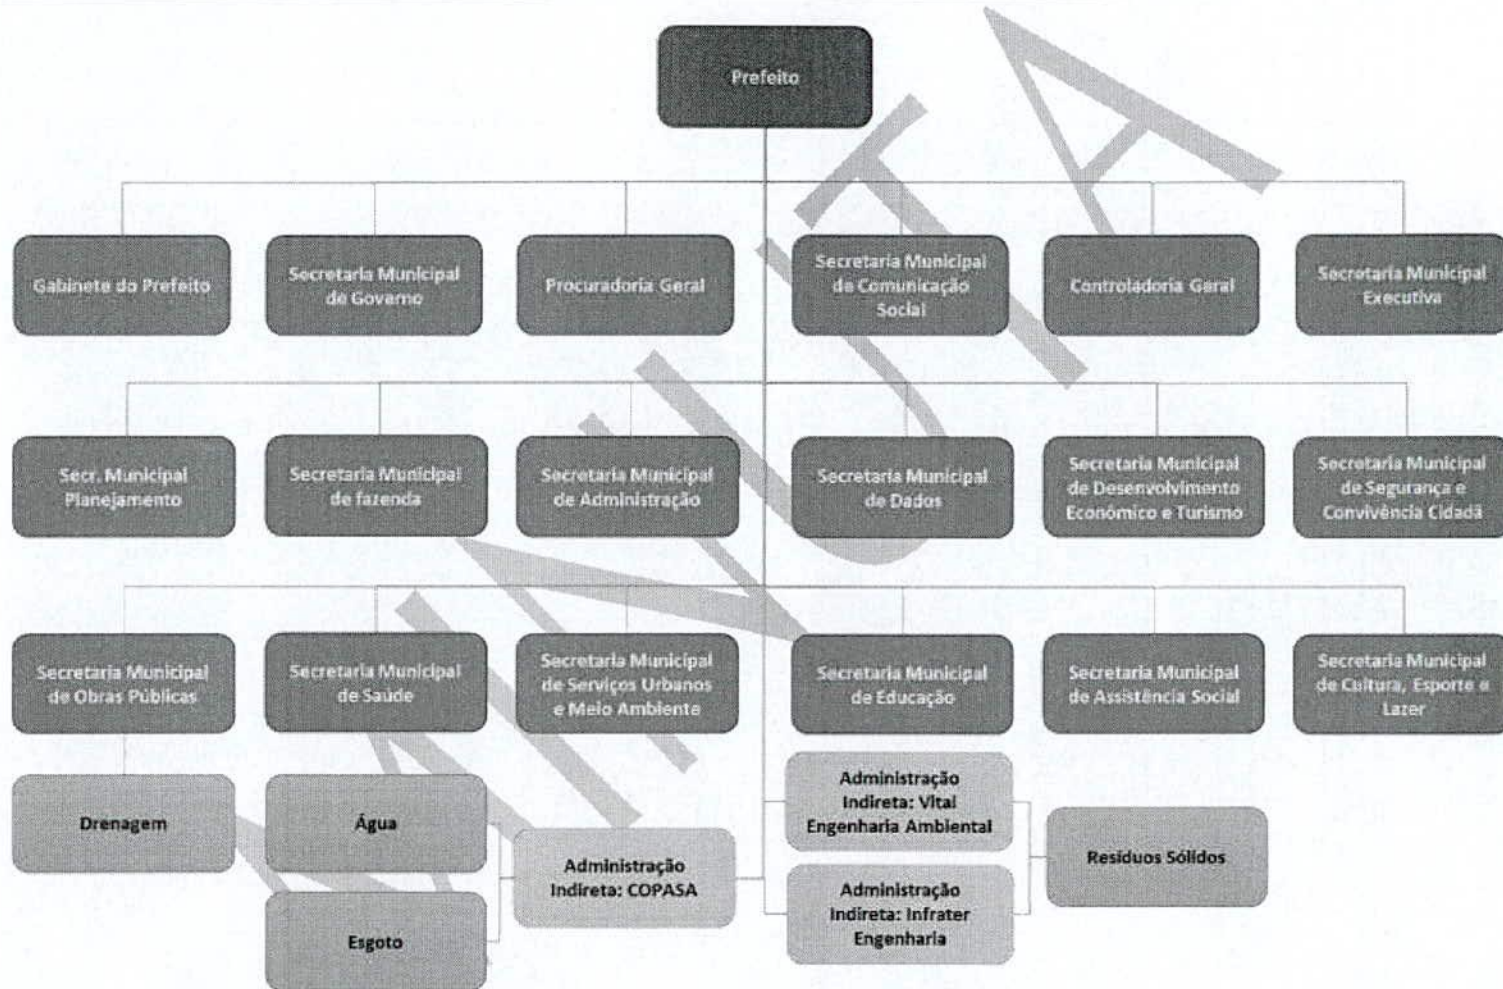 Prefeito
Gabinete do Prefeito
Secretaria Municipal
de Governo
Procuradoria Geral
Secretaria Municipal
de Comunicação
Social
Controladoria Geral
Secretaria Municipal
Executiva
Secr. Municipal
Planejamento
Secretaria Municipal
de fazenda
Secretaria Municipal
de Administração
Secretaria Municipal
de Dados
Secretaria Municipal
de Desenvolvimento
Econômico e Turismo
Secretaria Municipal
de Segurança e
Convivência Cidadã
Secretaria Municipal
de Obras Públicas
Secretaria Municipal
de Saúde
Secretaria Municipal
de Serviços Urbanos
e Meio Ambiente
Secretaria Municipal
de Educação
Secretaria Municipal
de Assistência Social
Secretaria Municipal
de Cultura, Esporte e
Lazer
Drenagem
Água
Esgoto
Administração
Indireta: COPASA
Administração
Indireta: Vital
Engenharia Ambiental
Administração
Indireta: Infrater
Engenharia
Resíduos Sólidos
MINUTA